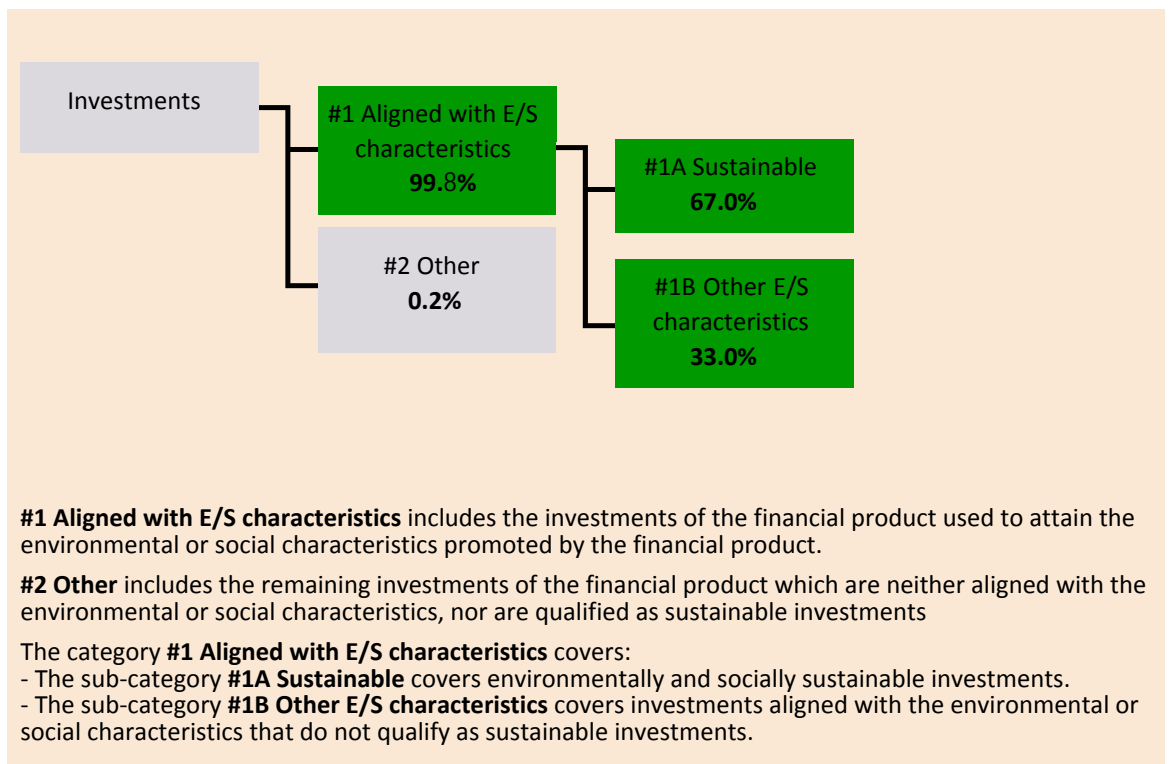 Investments
#1 Aligned with E/S
characteristics
99.8%
#2 Other
0.2%
#1A Sustainable
67.0%
#1B Other E/S
characteristics
33.0%
#1 Aligned with E/S characteristics includes the investments of the financial product used to attain the
environmental or social characteristics promoted by the financial product.
#2 Other includes the remaining investments of the financial product which are neither aligned with the
environmental or social characteristics, nor are qualified as sustainable investments
The category #1 Aligned with E/S characteristics covers:
- The sub-category #1A Sustainable covers environmentally and socially sustainable investments.
- The sub-category #1B Other E/S characteristics covers investments aligned with the environmental or
social characteristics that do not qualify as sustainable investments.